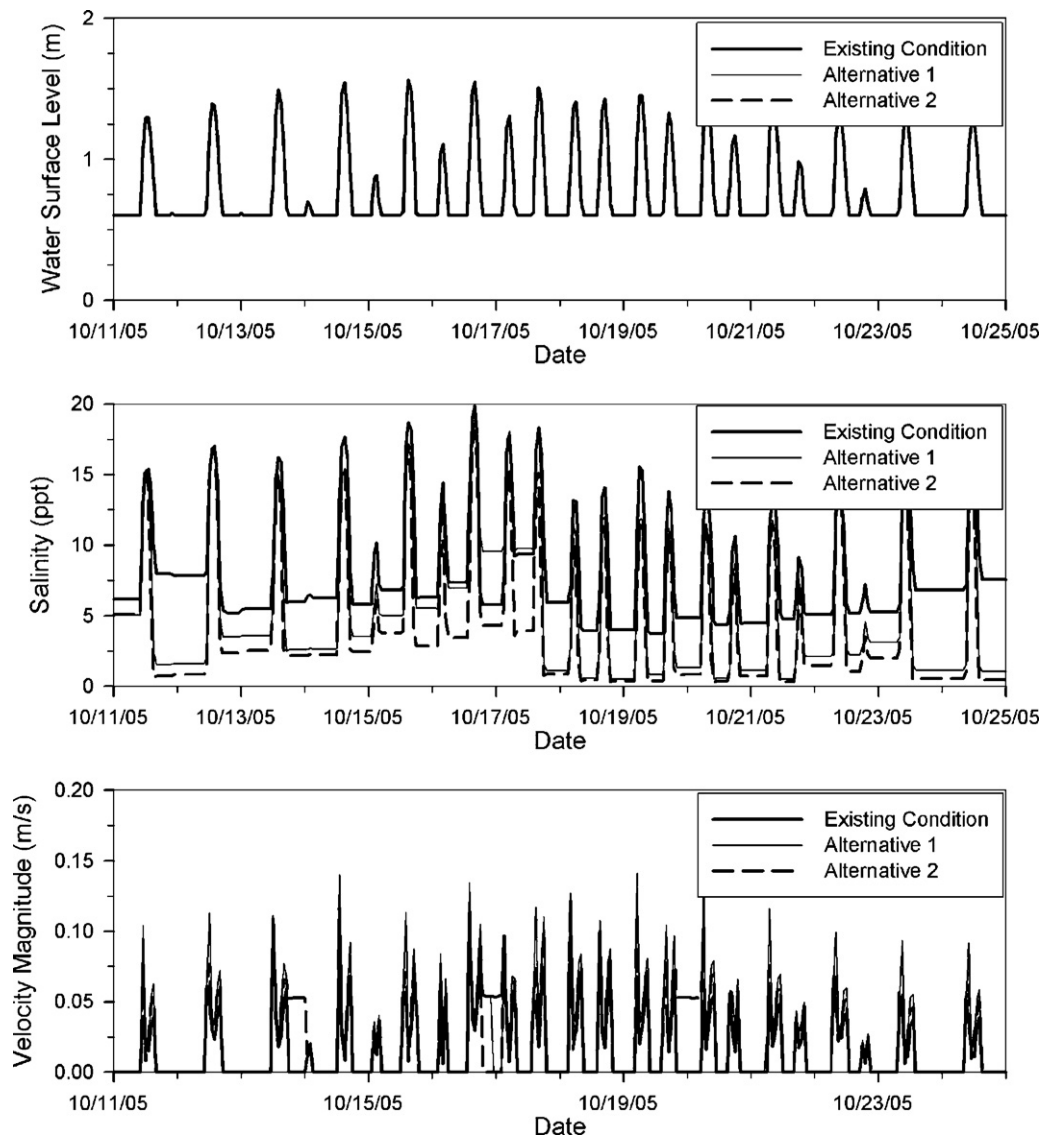 Water Surface Level (m)
2
1
0
Existing Condition
Alternative 1
Alternative 2
10/11/05 10/13/05 10/15/05 10/17/05 10/19/05 10/21/05 10/23/05 10/25/05
Date
Salinity (ppt)
20
15
10
5
0
Existing Condition
Alternative 1
Alternative 2
10/11/05 10/13/05 10/15/05 10/17/05 10/19/05 10/21/05 10/23/05 10/25/05
Date
Velocity Magnitude (m/s)
0.20
0.15
0.10
0.05
0.00
Existing Condition
Alternative 1
Alternative 2
10/11/05 10/15/05 10/19/05 10/23/05
Date